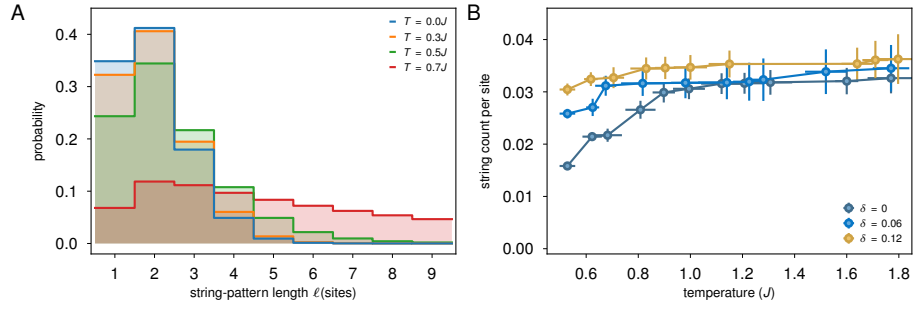 A
probability
0.4
0.3
0.2
0.1
0.0
T = 0.0J
T = 0.3J
T = 0.5J
T = 0.7J
1 2 3 4 5 6 7 8 9
string-pattern length ℓ(sites)
B
string count per site
0.04
0.03
0.02
0.01
0.00
δ = 0
δ = 0.06
δ = 0.12
0.6 0.8 1.0 1.2 1.4 1.6 1.8
temperature (J)